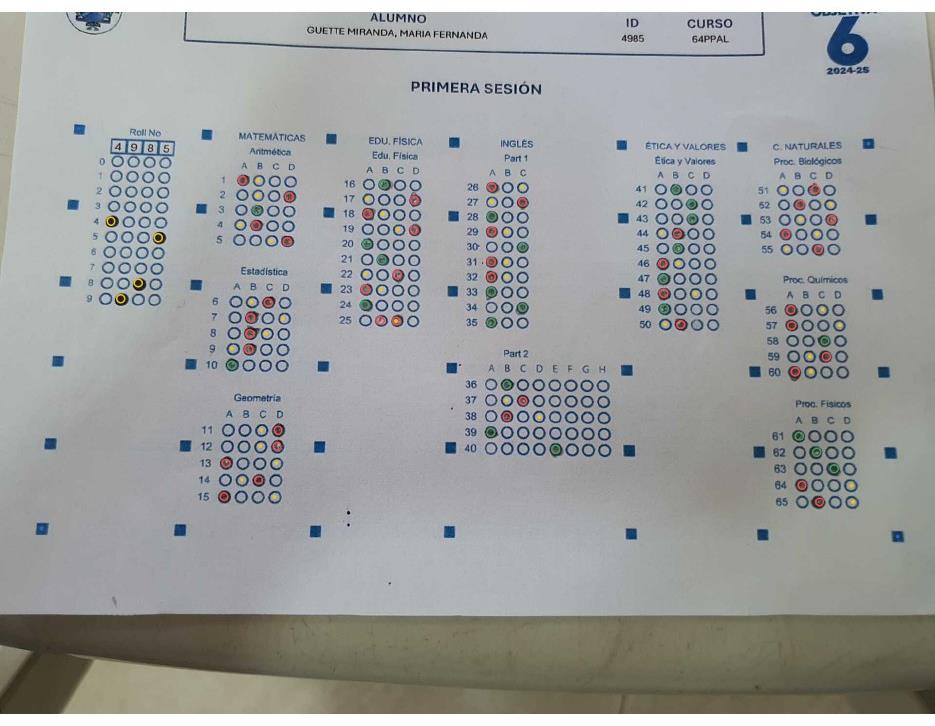 ALUMNO
GUETTE MIRANDA, MARIA FERNANDA
ID
4985
CURSO
64PPAL
6
2024-25
PRIMERA SESIÓN
Roll No
4 9 8 5
0
1
2
3
4
5
6
7
8
9
MATEMÁTICAS
Aritmética
A B C D
1
2
3
4
5
Estadística
A B C D
6
7
8
9
10
Geometría
A B C D
11
12
13
14
15
EDU. FÍSICA
Edu. Física
A B C D
16
17
18
19
20
21
22
23
24
25
INGLÉS
Part 1
A B C
26
27
28
29
30
31
32
33
34
35
Part 2
A B C D E F G H
36
37
38
39
40
ÉTICA Y VALORES
Ética y Valores
A B C D
41
42
43
44
45
46
47
48
49
50
C. NATURALES
Proc. Biológicos
A B C D
51
52
53
54
55
Proc. Químicos
A B C D
56
57
58
59
60
Proc. Físicos
A B C D
61
62
63
64
65